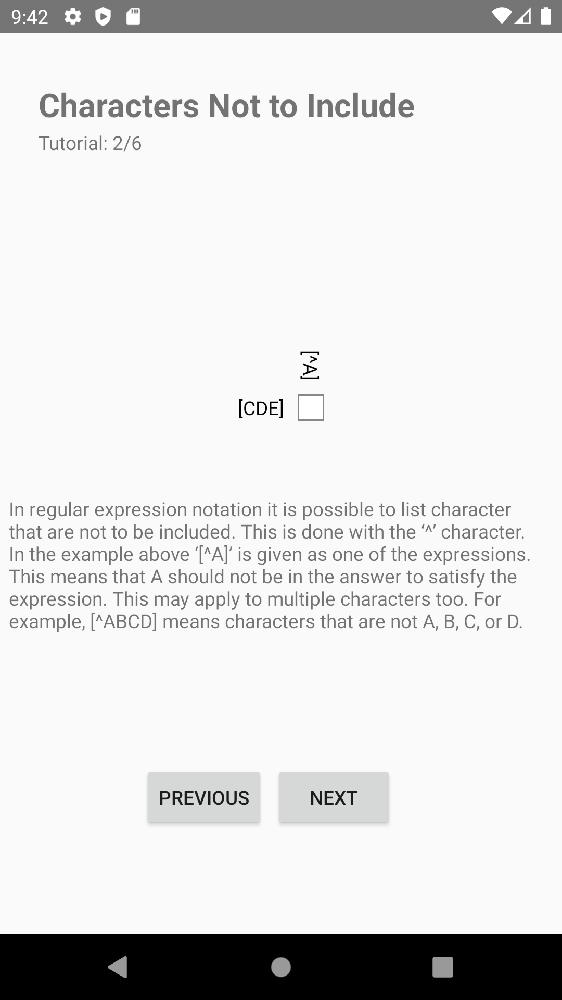 9:42
Characters Not to Include
Tutorial: 2/6
[^A]
[CDE]
In regular expression notation it is possible to list character
that are not to be included. This is done with the ‘^’ character.
In the example above ‘[^A]’ is given as one of the expressions.
This means that A should not be in the answer to satisfy the
expression. This may apply to multiple characters too. For
example, [^ABCD] means characters that are not A, B, C, or D.
PREVIOUS
NEXT